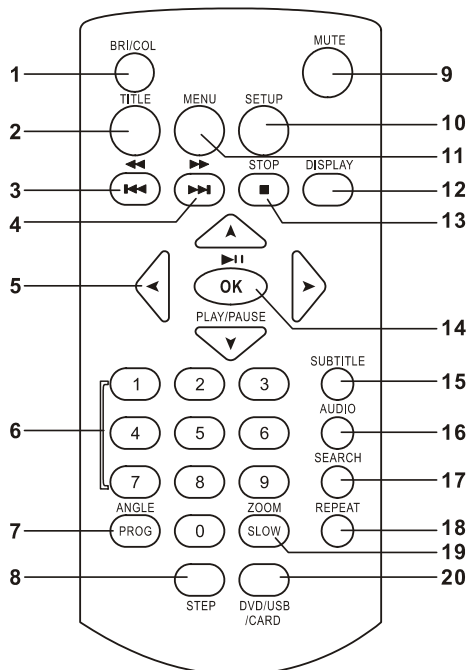 BRI/COL
MUTE
1
9
TITLE
MENU
SETUP
2
10
11
STOP
DISPLAY
3
12
4
13
5
OK
14
PLAY/PAUSE
SUBTITLE
1 2 3
15
AUDIO
6
4 5 6
16
SEARCH
7 8 9
17
ANGLE
ZOOM
REPEAT
7
PROG
0
SLOW
18
19
8
20
STEP
DVD/USB
/CARD